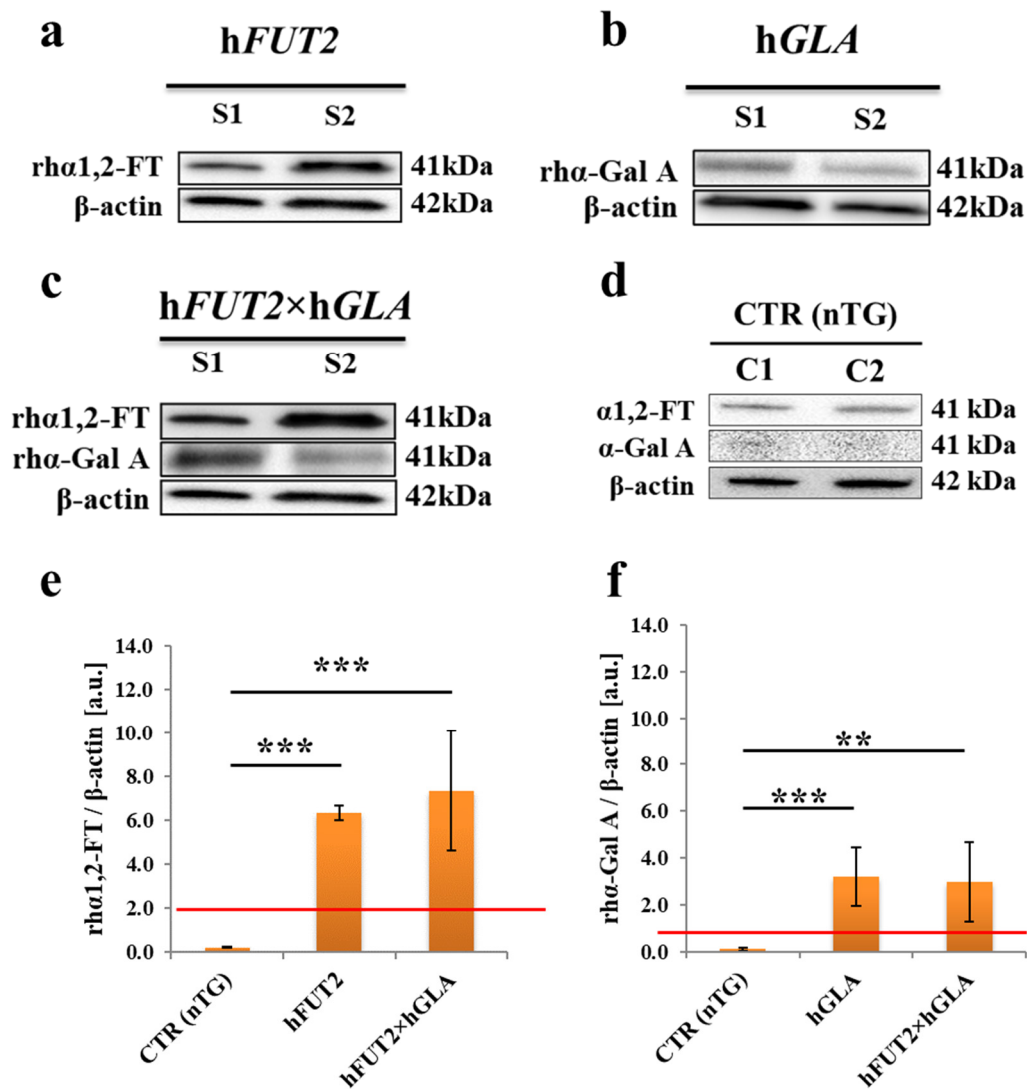 a
hFUT2
S1 S2
rhα1,2-FT 41kDa
β-actin 42kDa
b
hGLA
S1 S2
rhα-Gal A 41kDa
β-actin 42kDa
c
hFUT2×hGLA
S1 S2
rhα1,2-FT 41kDa
rhα-Gal A 41kDa
β-actin 42kDa
d
CTR (nTG)
C1 C2
α1,2-FT 41 kDa
α-Gal A 41 kDa
β-actin 42 kDa
e
rhα1,2-FT / β-actin [a.u.]
14.0
12.0
10.0
8.0
6.0
4.0
2.0
0.0
***
***
CTR (nTG)
hFUT2
hFUT2×hGLA
f
rhα-Gal A / β-actin [a.u.]
14.0
12.0
10.0
8.0
6.0
4.0
2.0
0.0
**
***
CTR (nTG)
hGLA
hFUT2×hGLA